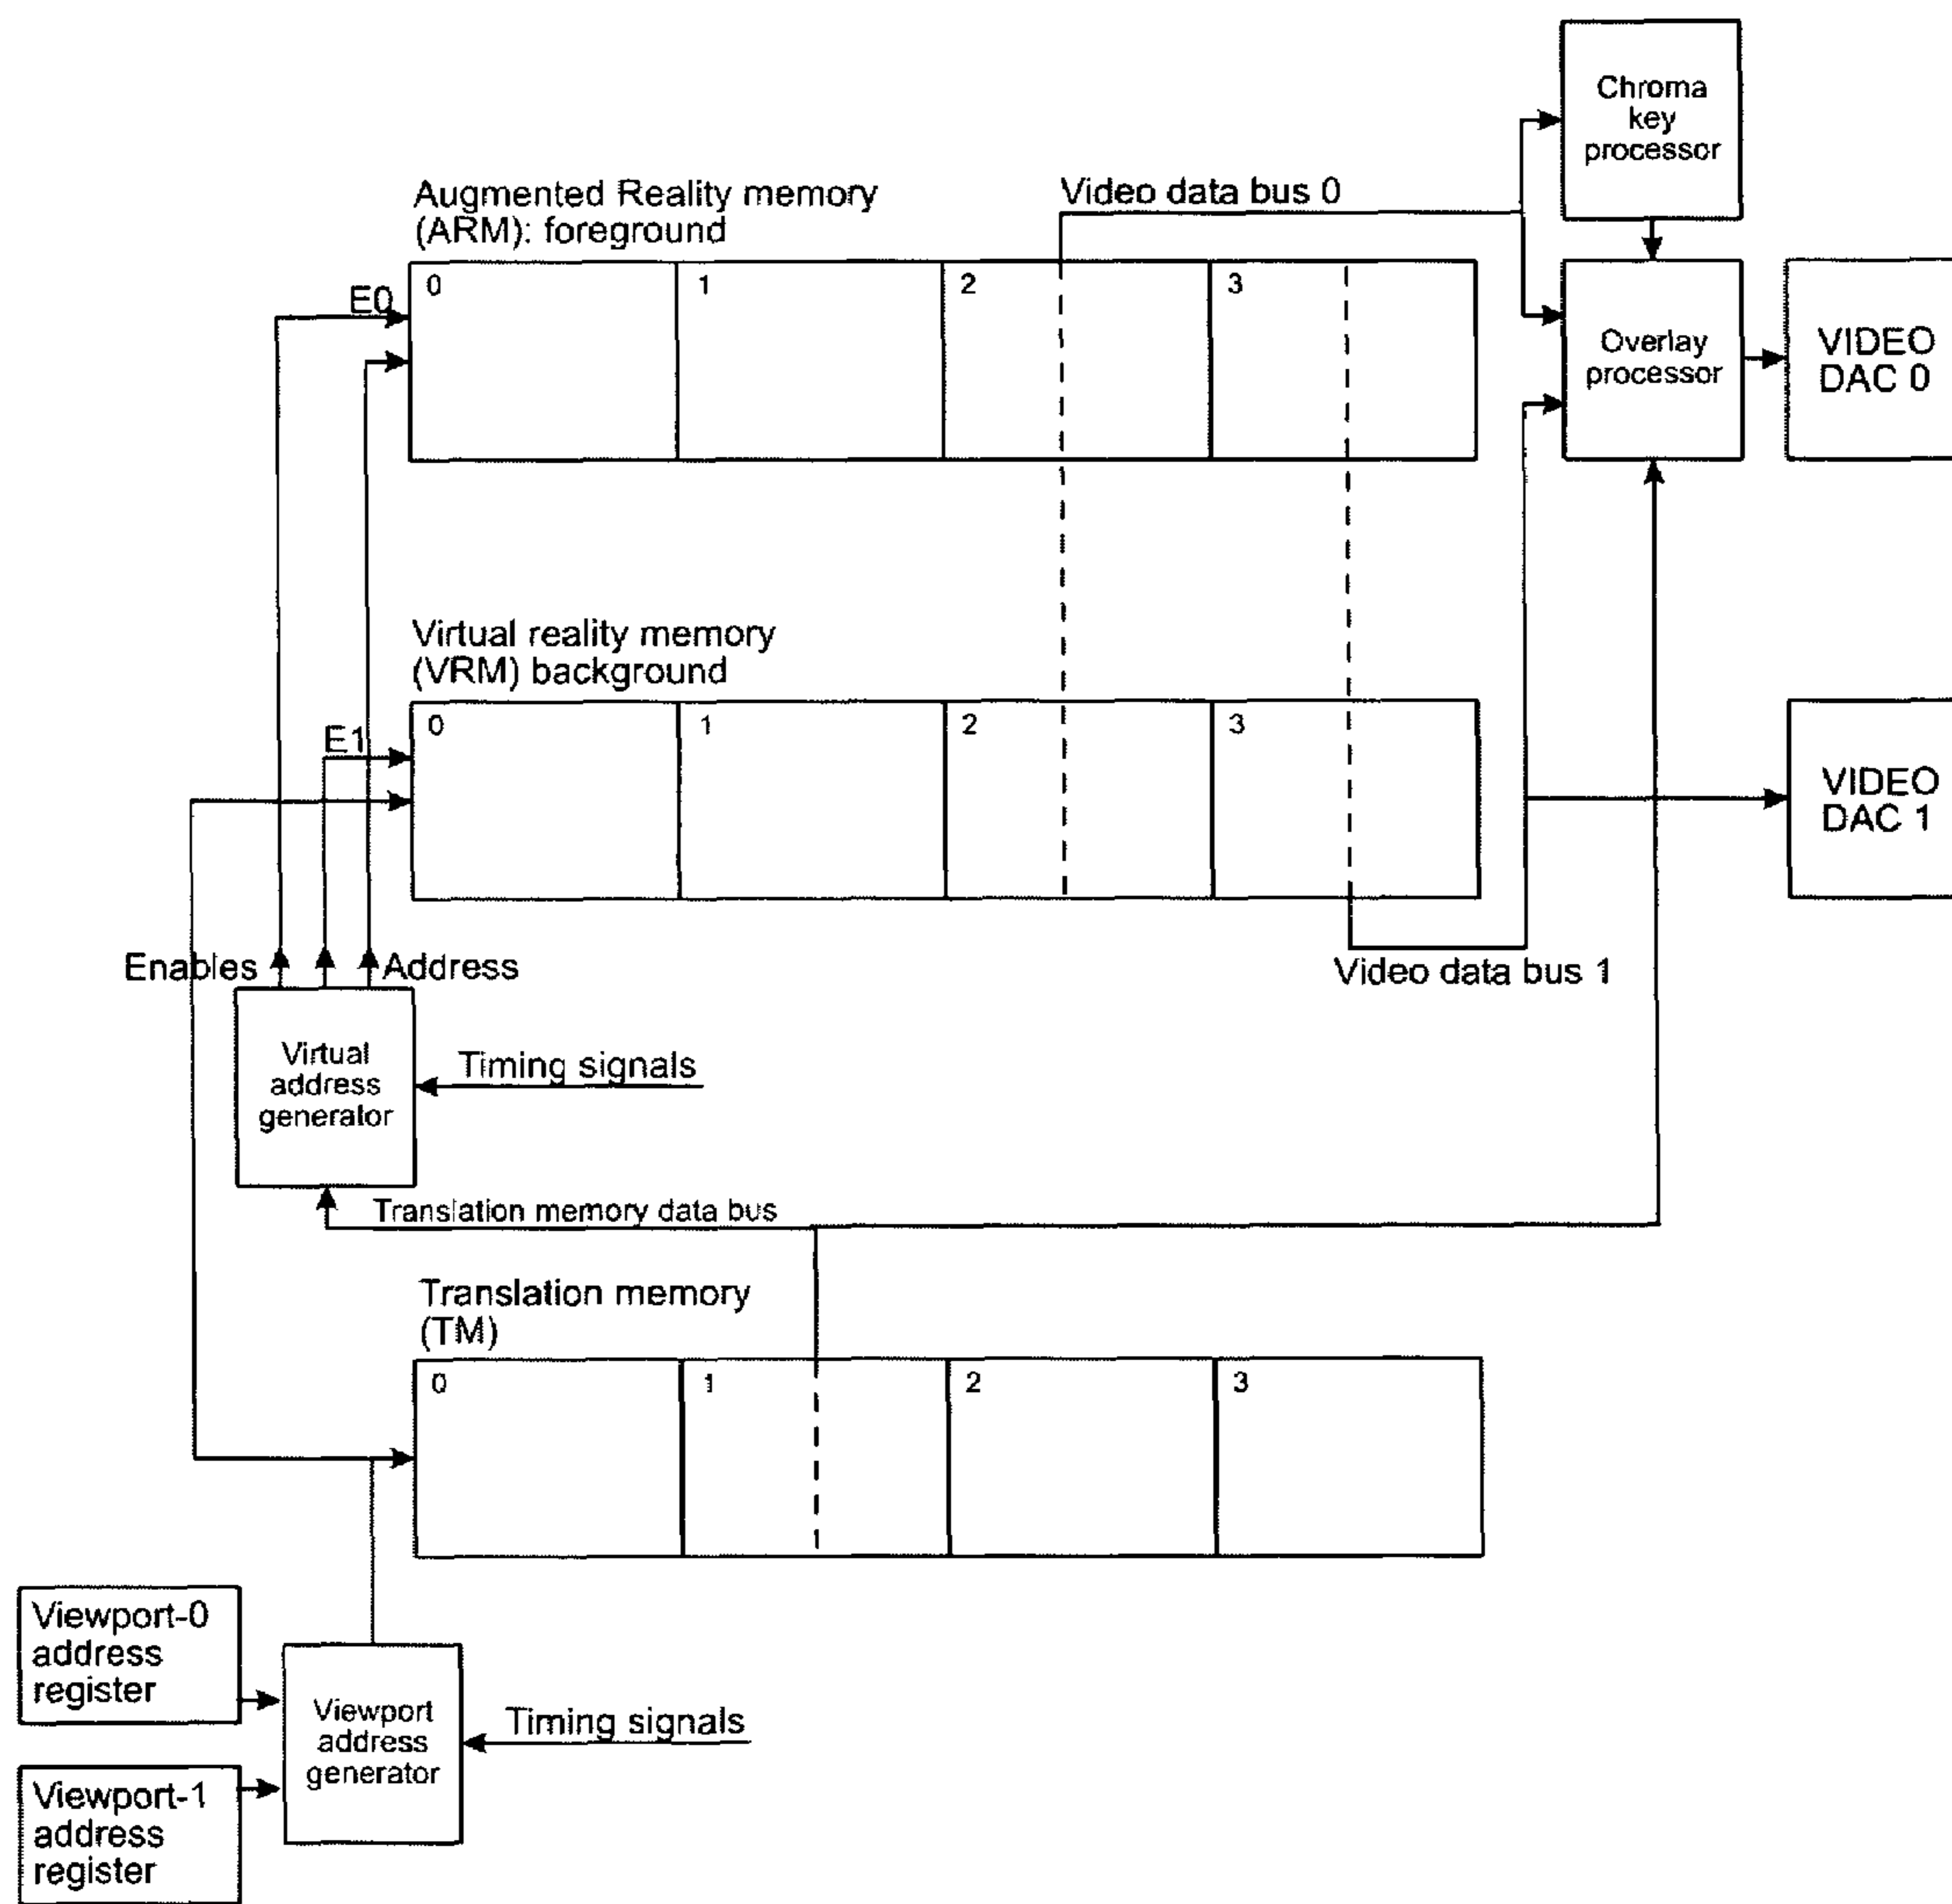 Chroma
key
processor
Augmented Reality memory
(ARM): foreground
Video data bus 0
E0
0
1
2
3
Overlay
processor
VIDEO
DAC 0
Virtual reality memory
(VRM) background
E1
0
1
2
3
VIDEO
DAC 1
Enables
Address
Video data bus 1
Virtual
address
generator
Timing signals
Translation memory data bus
Translation memory
(TM)
0
1
2
3
Viewport-0
address
register
Viewport
address
generator
Timing signals
Viewport-1
address
register